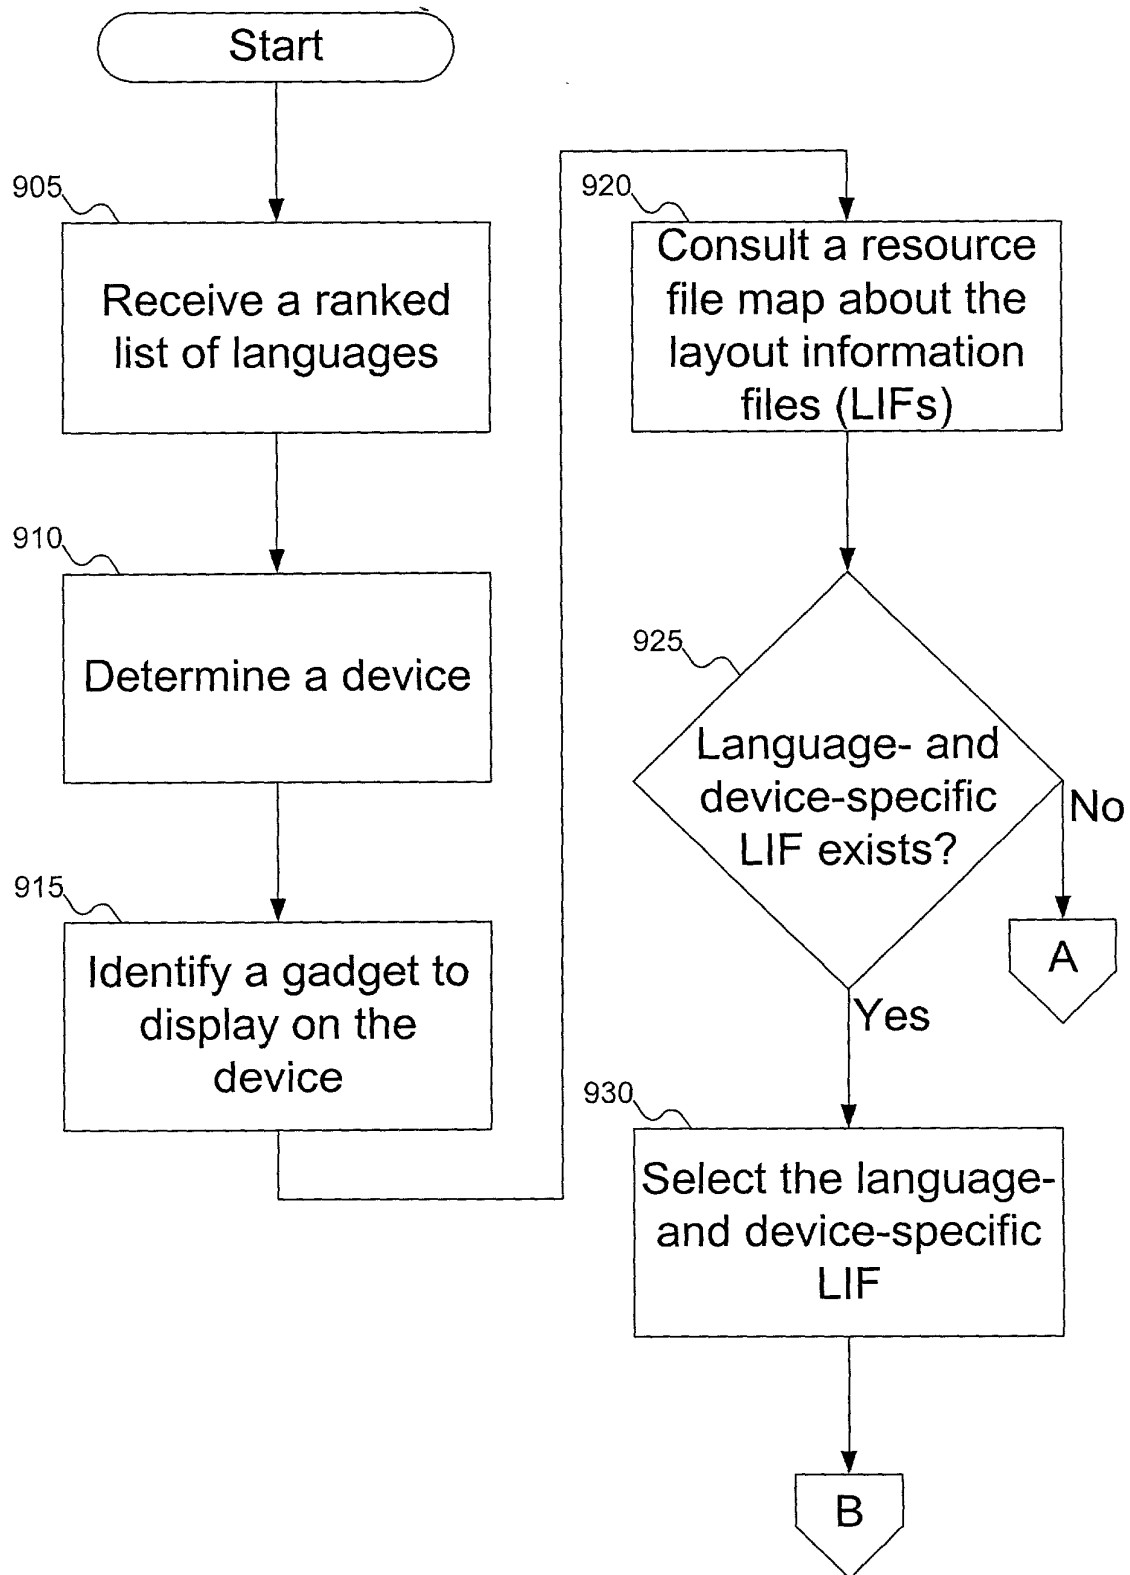 Start
905
Receive a ranked
list of languages
910
Determine a device
915
Identify a gadget to
display on the
device
920
Consult a resource
file map about the
layout information
files (LIFs)
925
Language- and
device-specific
LIF exists?
No
A
Yes
930
Select the language-
and device-specific
LIF
B